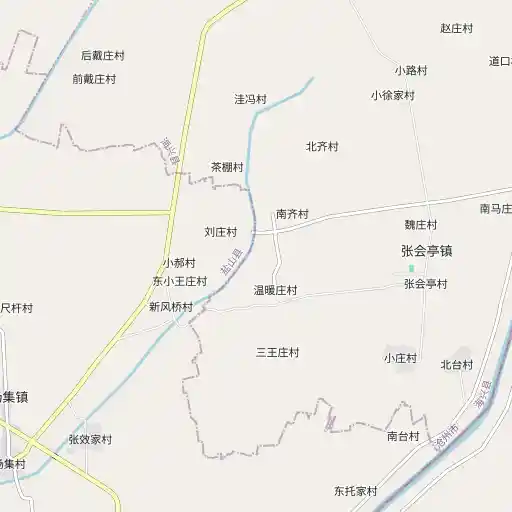 赵庄村
后戴庄村
道口
小路村
前戴庄村
小徐家村
洼冯村
北齐村
海兴县
茶棚村
南马庄
南齐村
魏庄村
刘庄村
张会亭镇
盐山县
小郝村
东小王庄村
张会亭村
温暖庄村
新风桥村
尺杆村
三王庄村
小庄村
北台村
海兴县
集镇
南台村
沧州市
张效家村
集村
东托家村